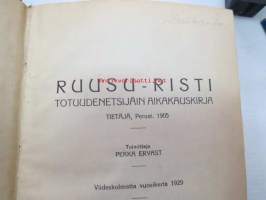 RUUSU-RISTI
TOTUUDENETSIJÄIN AIKAKAUSKIRJA
TIETÄJÄ, Perust. 1905
Toimittaja
PEKKA ERVAST
Viideskolmatta vuosikerta 1929